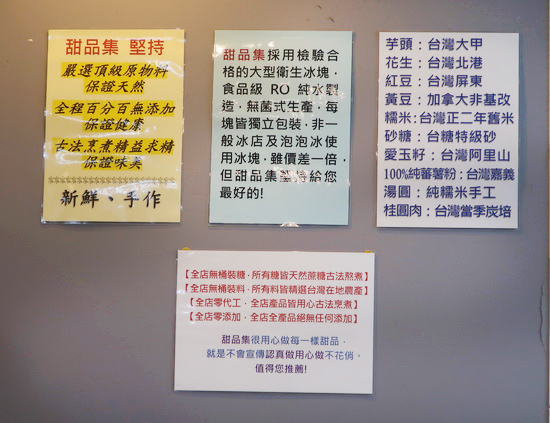 甜品集 堅持
嚴選頂級原物料
保證天然
全程百分百無添加
保證健康
古法烹煮精益求精
保證味美
新鮮、手作
甜品集採用檢驗合
格的大型衛生冰塊，
食品級 RO 純水製
造，無菌式生產，每
塊皆獨立包裝，非一
般冰店及泡泡冰使
用冰塊，雖價差一倍，
但甜品集堅持給您
最好的!
芋頭：台灣大甲
花生：台灣北港
紅豆：台灣屏東
黃豆：加拿大非基改
糯米:台灣正二年舊米
砂糖：台糖特級砂
愛玉籽：台灣阿里山
100%純蕃薯粉:台灣嘉義
湯圓：純糯米手工
桂圓肉：台灣當季炭培
【全店無桶裝糖，所有糖皆天然蔗糖古法熬煮】
【全店無桶裝料，所有料皆精選台灣在地農產】
【全店零代工，全店產品皆用心古法烹煮】
【全店零添加，全店全產品絕無任何添加】
甜品集很用心做每一樣甜品，
就是不會宣傳認真做用心做不花俏，
值得您推薦!